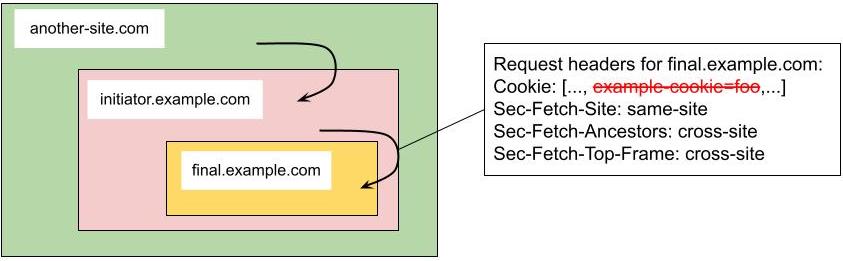 another-site.com
initiator.example.com
final.example.com
Request headers for final.example.com:
Cookie: [..., example-cookie=foo,...]
Sec-Fetch-Site: same-site
Sec-Fetch-Ancestors: cross-site
Sec-Fetch-Top-Frame: cross-site